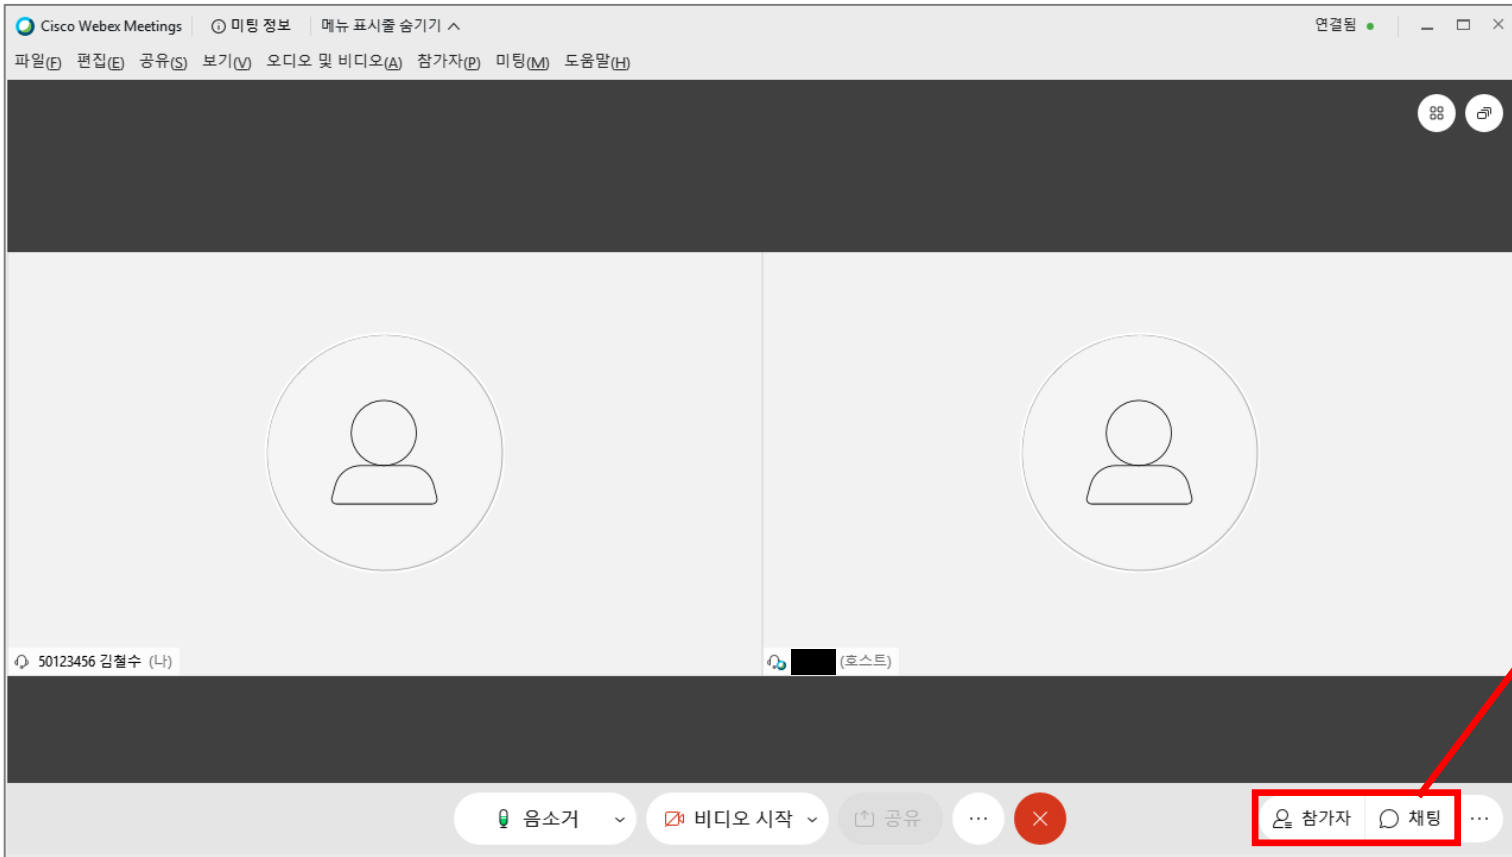 Cisco Webex Meetings 미팅 정보 메뉴 표시줄 숨기기 연결됨
파일(F) 편집(E) 공유(S) 보기(V) 오디오 및 비디오(A) 참가자(P) 미팅(M) 도움말(H)
50123456 김철수 (나) (호스트)
음소거 비디오 시작 공유 참가자 채팅